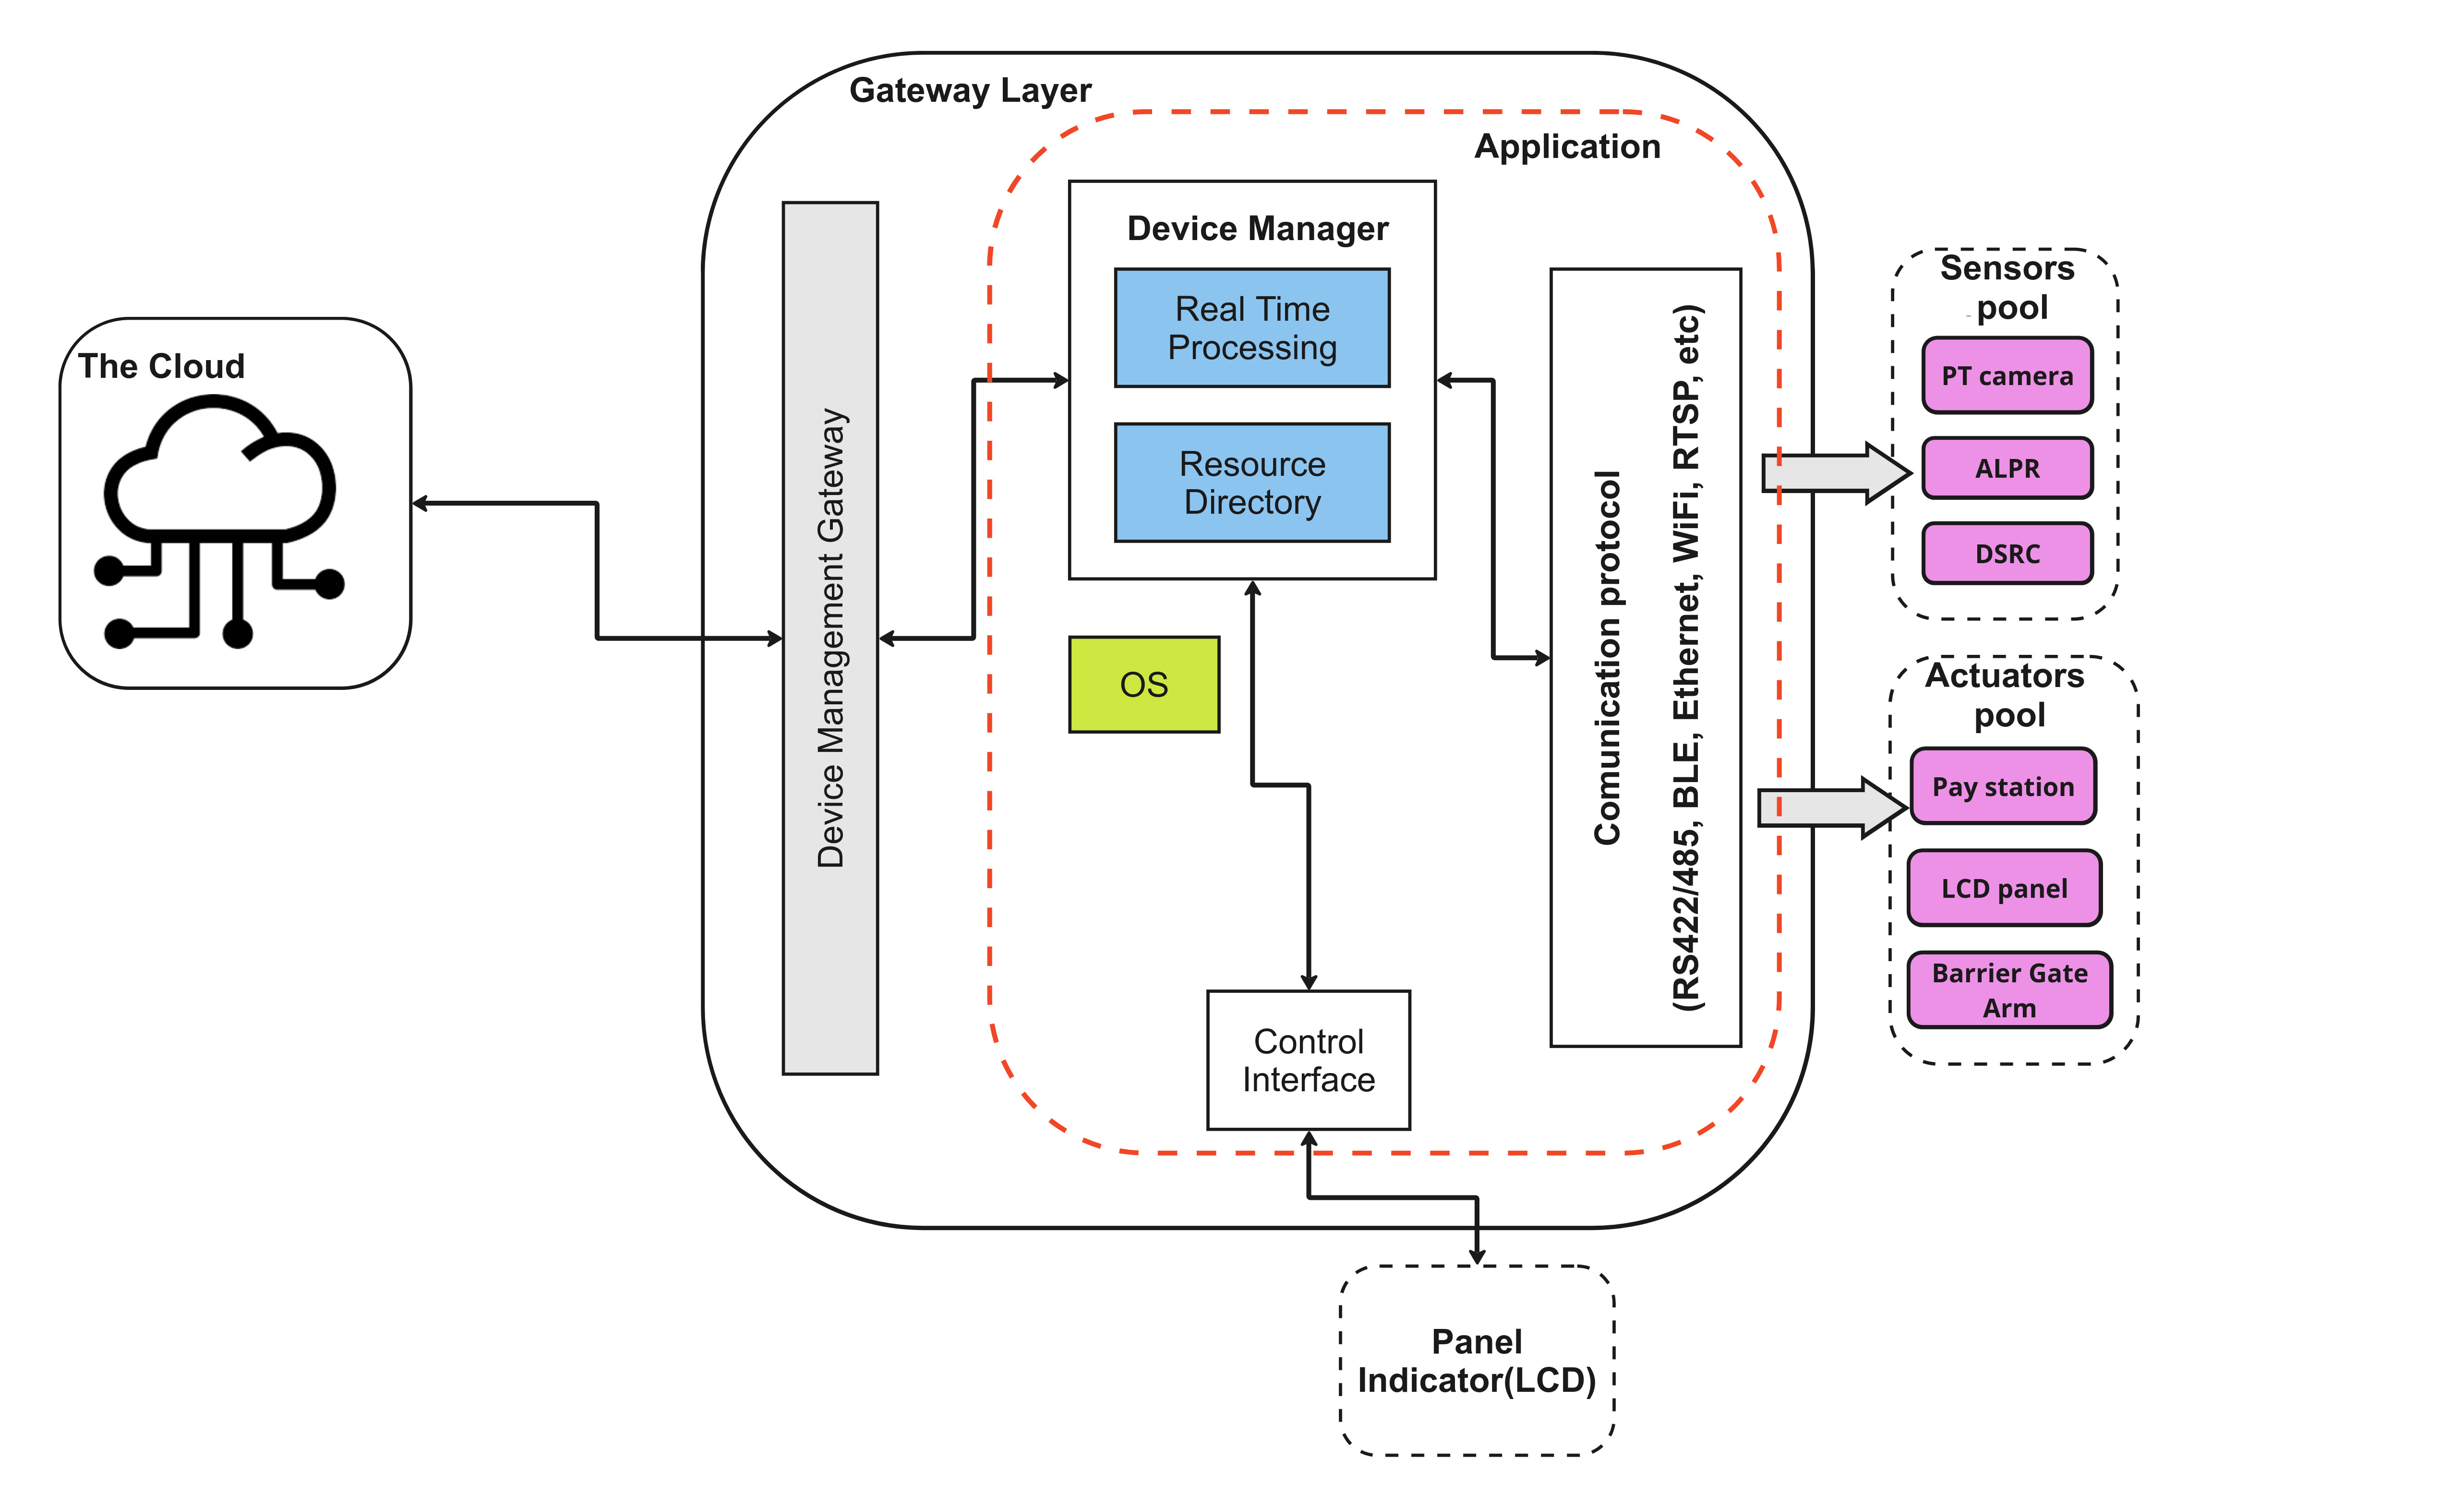 Gateway Layer
Application
The Cloud
Device Management Gateway
Device Manager
Real Time
Processing
Resource
Directory
OS
Control
Interface
Comunication protocol
(RS422/485, BLE, Ethernet, WiFi, RTSP, etc)
Sensors
pool
PT camera
ALPR
DSRC
Actuators
pool
Pay station
LCD panel
Barrier Gate
Arm
Panel
Indicator(LCD)